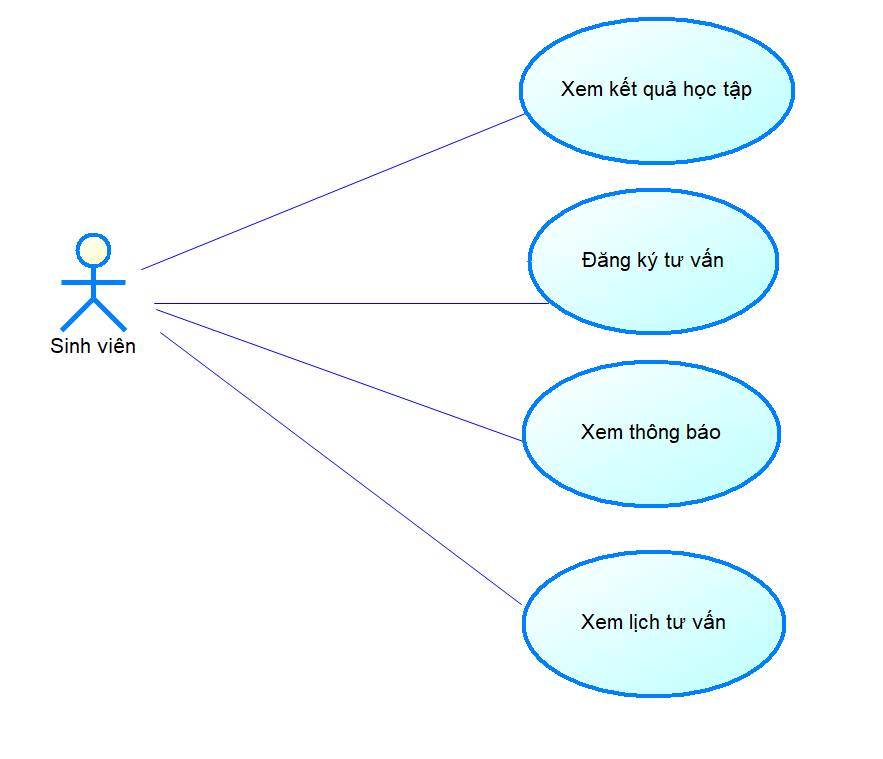 Xem kết quả học tập
Đăng ký tư vấn
Sinh viên
Xem thông báo
Xem lịch tư vấn